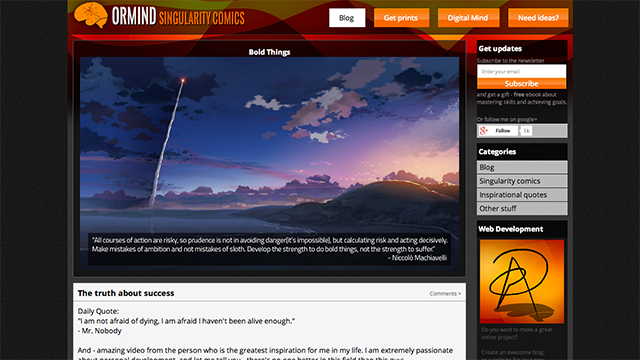 ORMIND SINGULARITY COMICS
Blog
Get prints
Digital Mind
Need ideas?
Bold Things
"All courses of action are risky, so prudence is not in avoiding danger(it's impossible), but calculating risk and acting decisively.
Make mistakes of ambition and not mistakes of sloth. Develop the strength to do bold things, not the strength to suffer."
- Niccolò Machiavelli
The truth about success
Comments >
Daily Quote:
"I am not afraid of dying, I am afraid I haven't been alive enough."
- Mr. Nobody
And - amazing video from the person who is the greatest inspiration for me in my life. I am extremely passionate
Get updates
Subscribe to the newsletter
Enter your email
Subscribe
and get a gift - free ebook about
mastering skills and achieving goals.
Or follow me on google+
Follow
1k
Categories
Blog
Singularity comics
Inspirational quotes
Other stuff
Web Development
Do you want to make a great
online project?
Create an awesome blog,